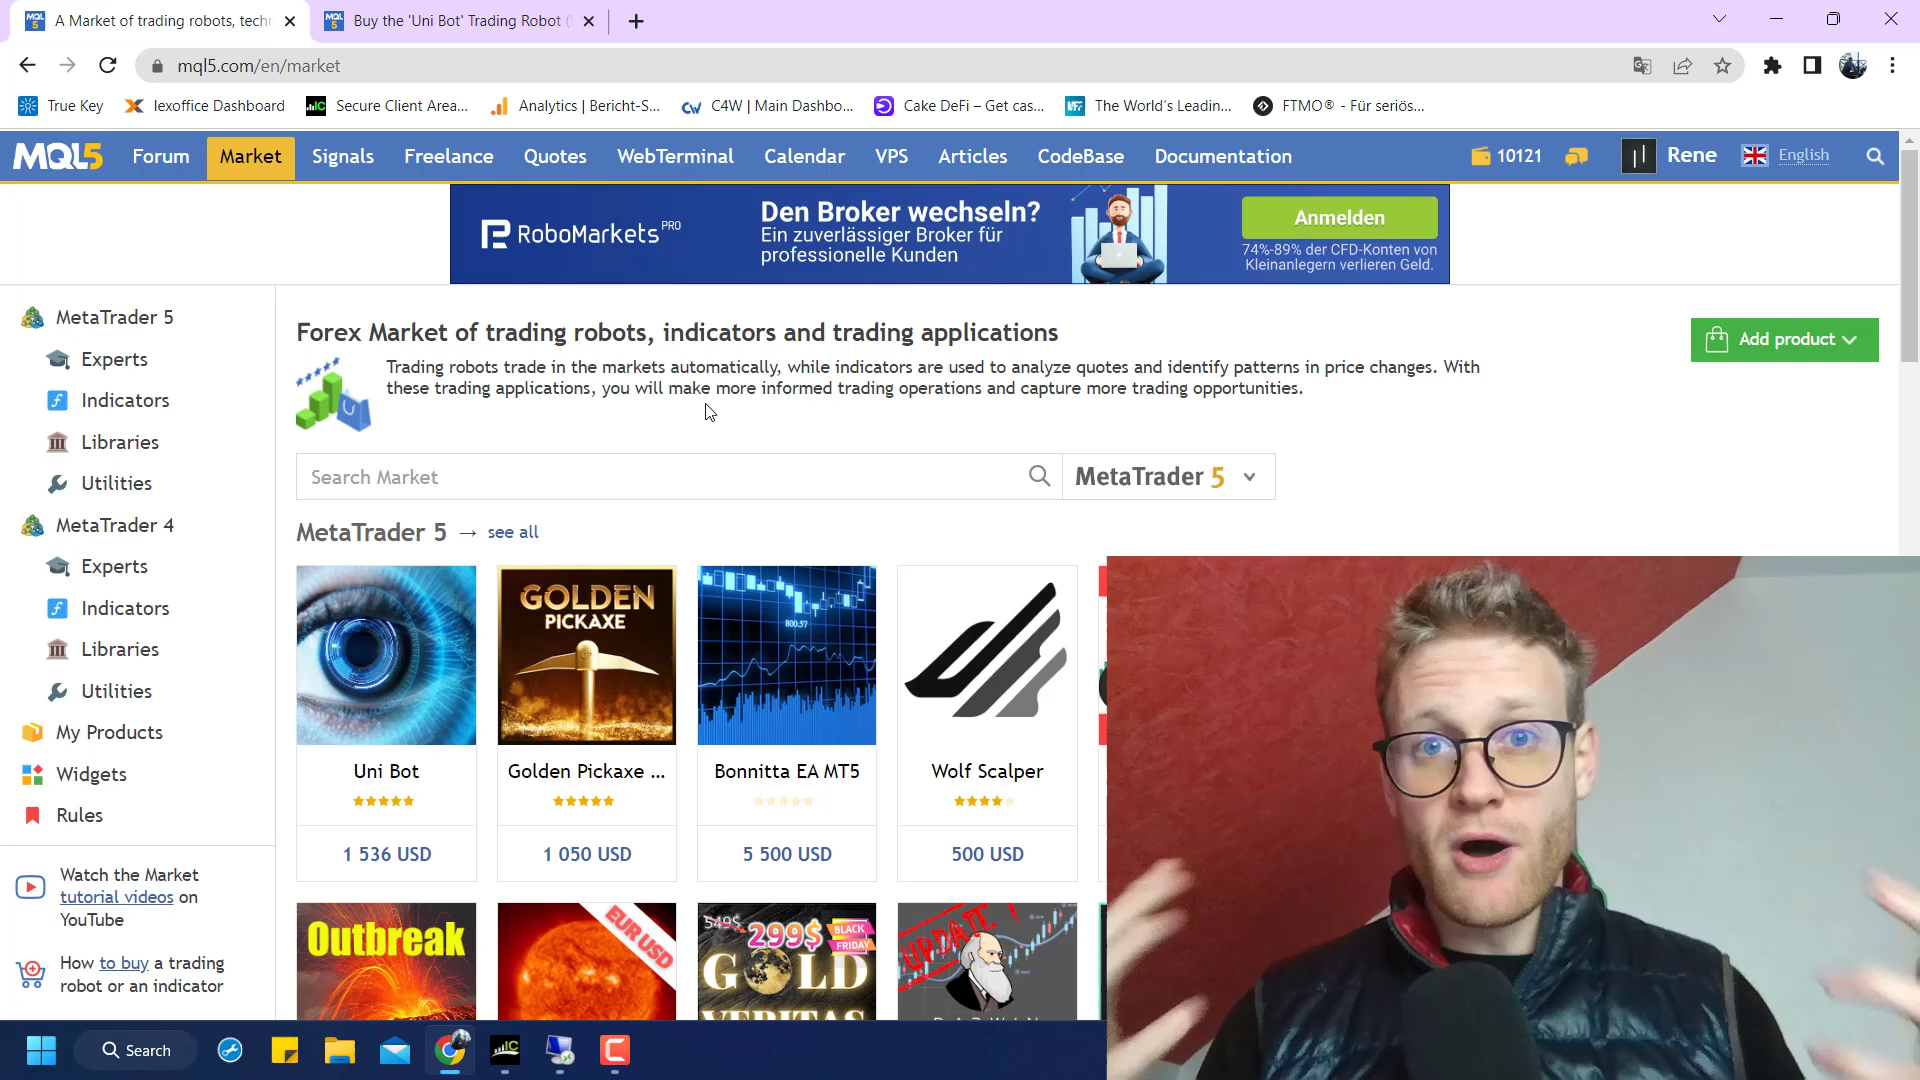 A Market of trading robots, techn
Buy the 'Uni Bot' Trading Robot (
mql5.com/en/market
True Key
lexoffice Dashboard
Secure Client Area...
Analytics | Bericht-S...
C4W | Main Dashbo...
Cake DeFi – Get cas...
The World's Leadin...
FTMO® - Für seriös...
MQL5
Forum
Market
Signals
Freelance
Quotes
WebTerminal
Calendar
VPS
Articles
CodeBase
Documentation
10121
Rene
English
RoboMarkets PRO
Den Broker wechseln?
Ein zuverlässiger Broker für
professionelle Kunden
Anmelden
74%-89% der CFD-Konten von
Kleinanlegern verlieren Geld.
MetaTrader 5
Experts
Indicators
Libraries
Utilities
MetaTrader 4
Experts
Indicators
Libraries
Utilities
My Products
Widgets
Rules
Watch the Market
tutorial videos on
YouTube
How to buy a trading
robot or an indicator
Forex Market of trading robots, indicators and trading applications
Trading robots trade in the markets automatically, while indicators are used to analyze quotes and identify patterns in price changes. With
these trading applications, you will make more informed trading operations and capture more trading opportunities.
Add product
Search Market
MetaTrader 5
MetaTrader 5 → see all
GOLDEN
PICKAXE
800.57
Uni Bot
Golden Pickaxe ...
Bonnitta EA MT5
Wolf Scalper
1 536 USD
1 050 USD
5 500 USD
500 USD
Outbreak
EURUSD
549$
299$
BLACK
FRIDAY
GOLD
VERITAS
UPDATE !
DARWIN
Search